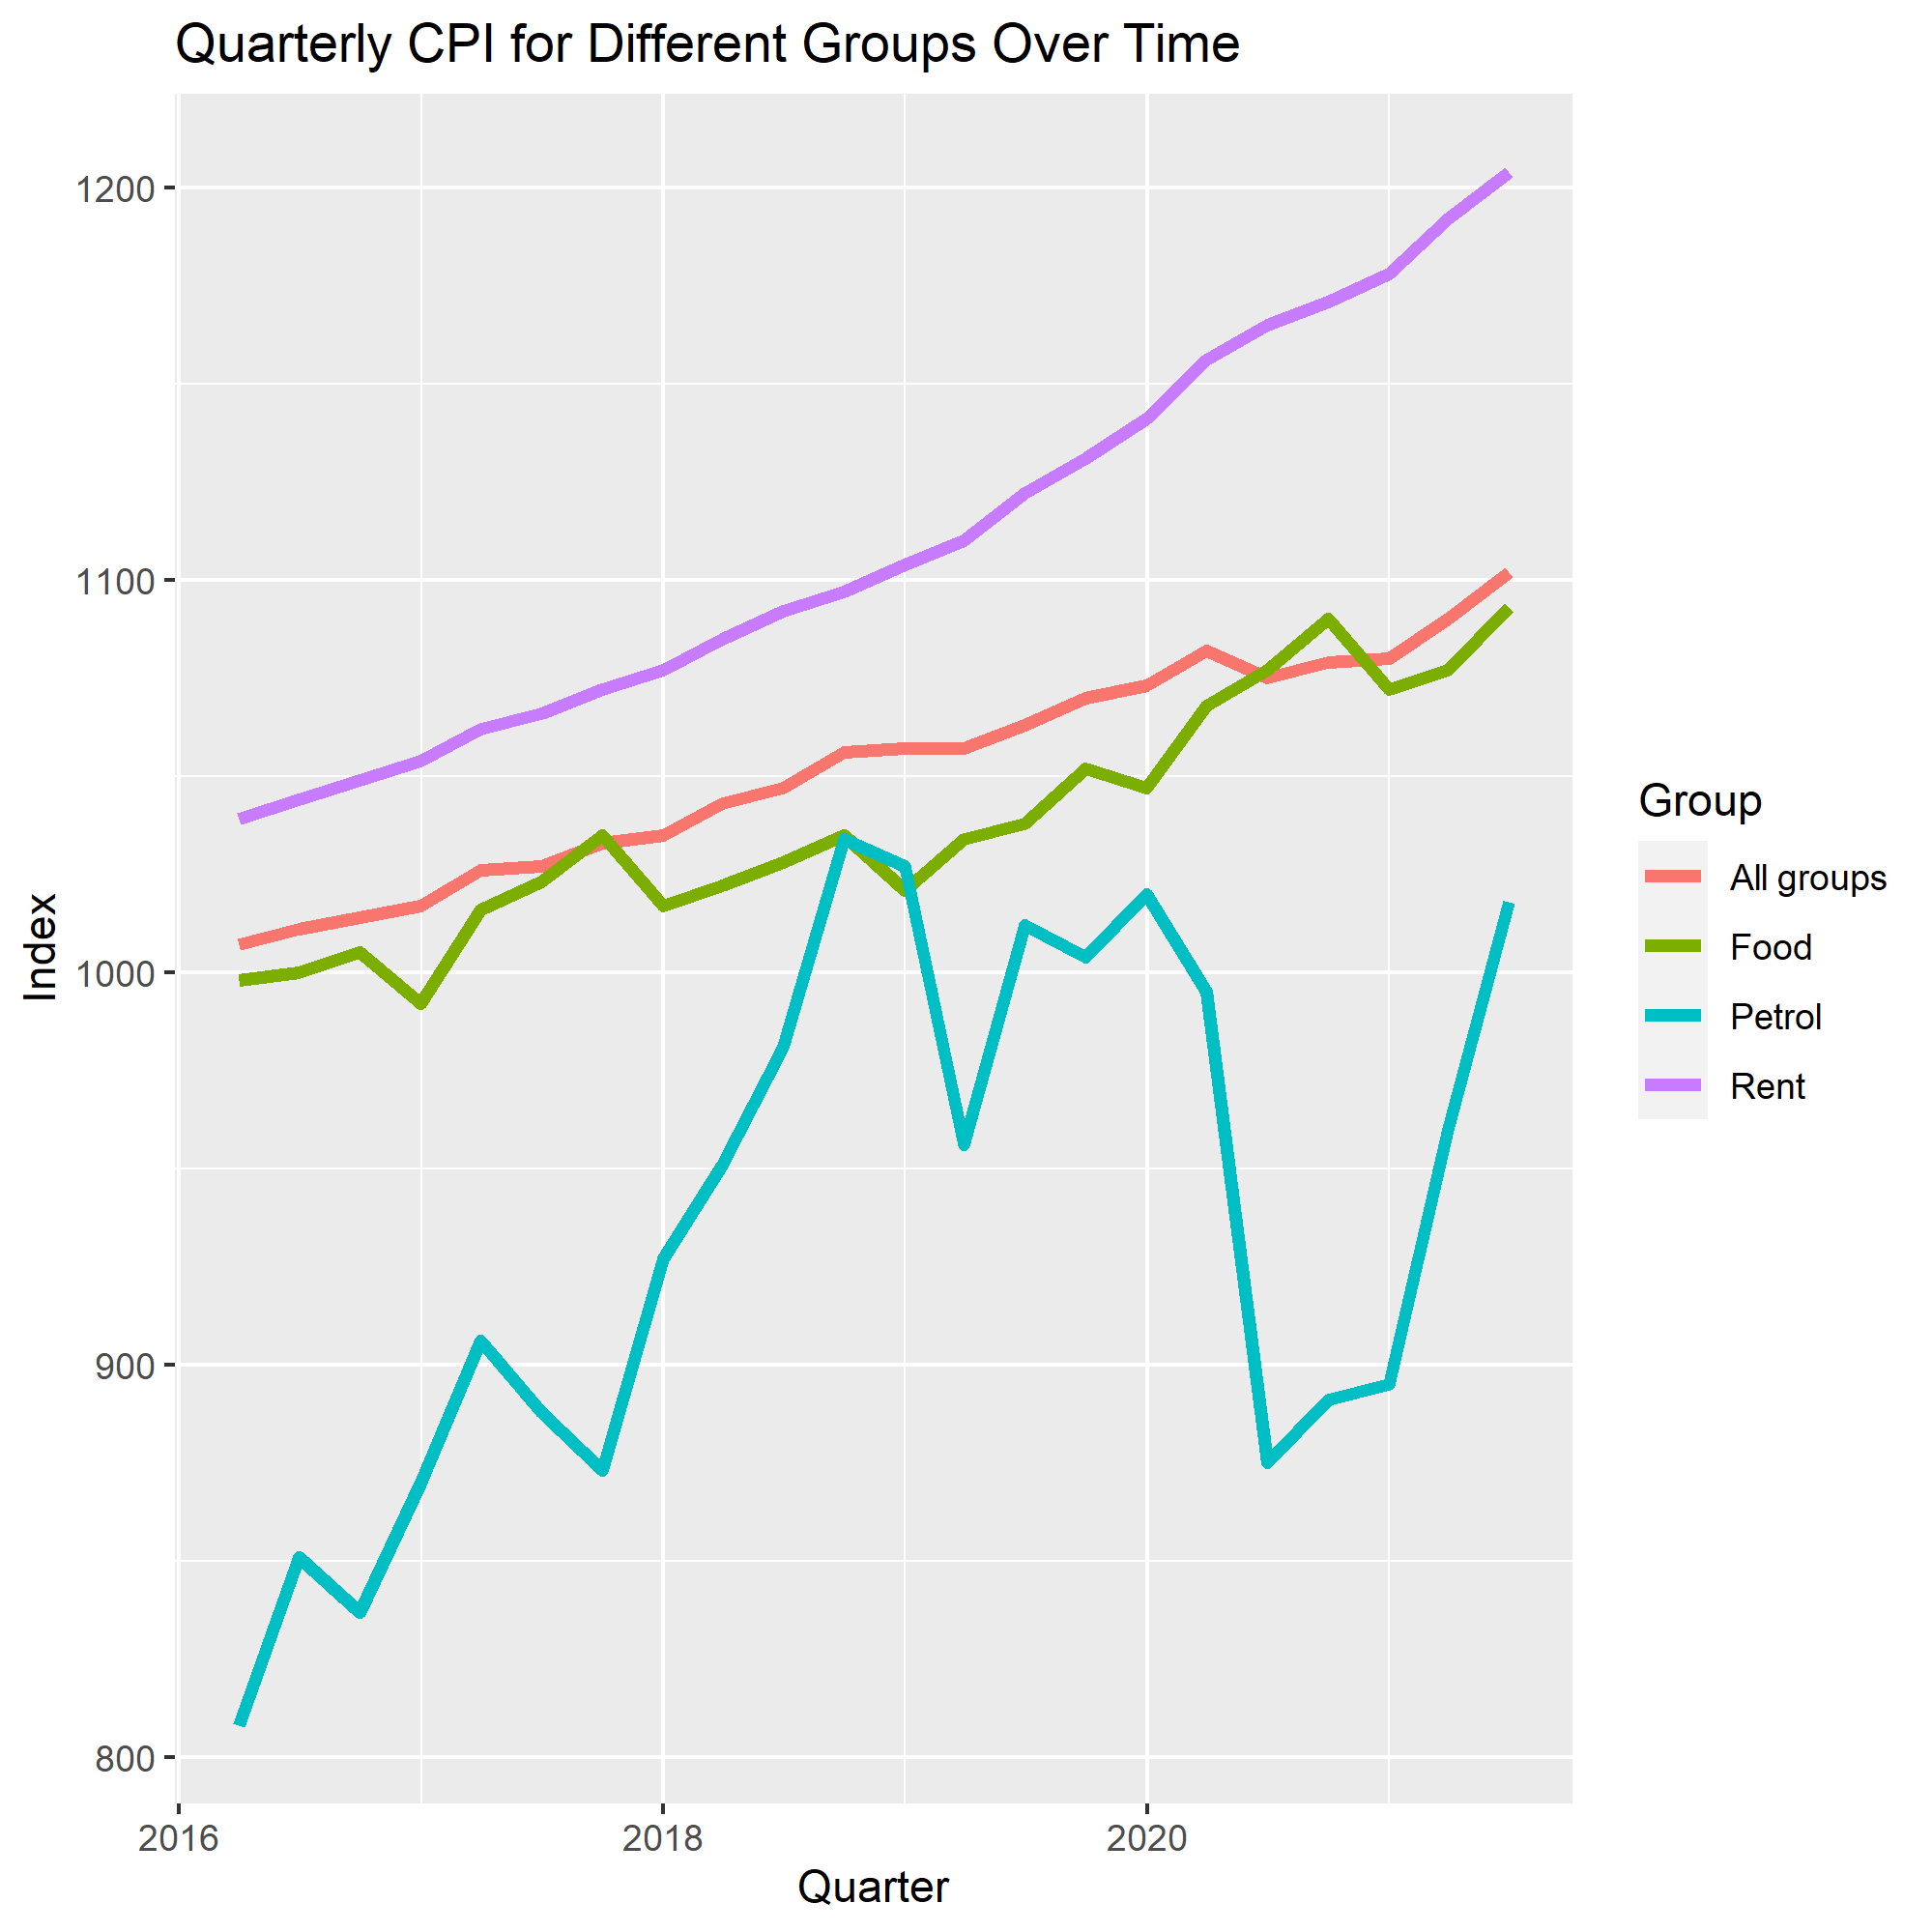 Quarterly CPI for Different Groups Over Time
1200
1100
1000
900
800
Index
2016
2018
2020
Quarter
Group
All groups
Food
Petrol
Rent